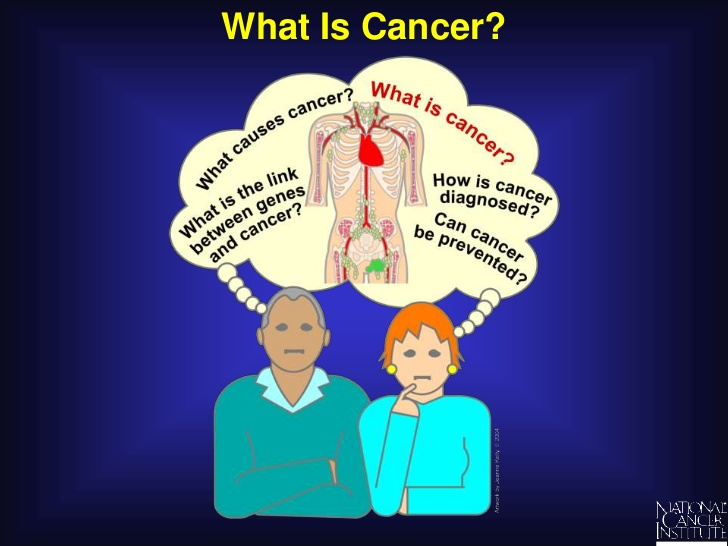 What Is Cancer?
What causes cancer?
What is cancer?
What is the link
between genes
and cancer?
How is cancer
diagnosed?
Can cancer
be prevented?
Artwork by Jeanne Kelly. © 2004.
NATIONAL
CANCER
INSTITUTE